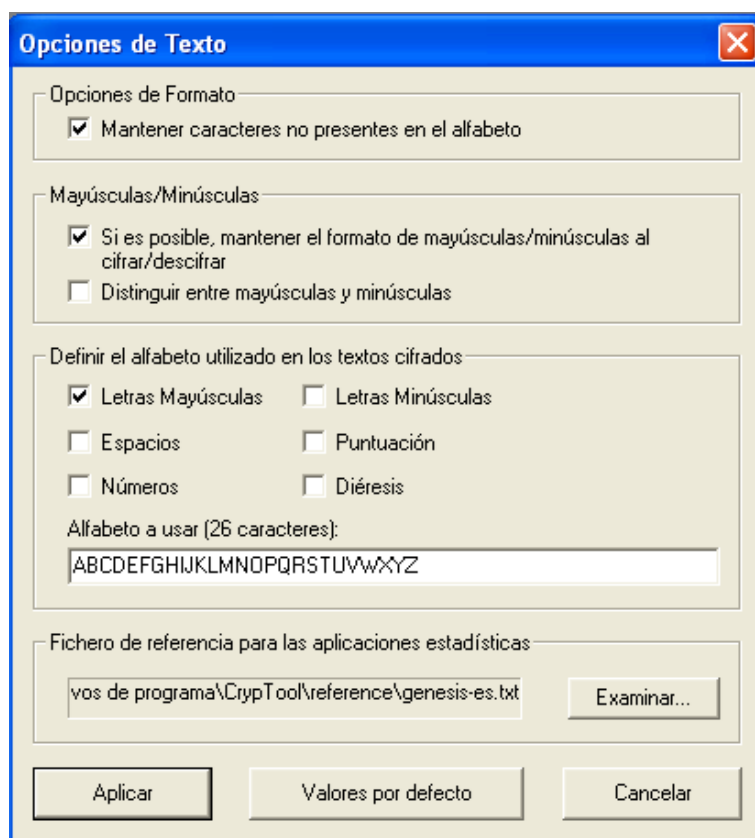 Opciones de Texto
Opciones de Formato
Mantener caracteres no presentes en el alfabeto
Mayúsculas/Minúsculas
Si es posible, mantener el formato de mayúsculas/minúsculas al
cifrar/descifrar
Distinguir entre mayúsculas y minúsculas
Definir el alfabeto utilizado en los textos cifrados
Letras Mayúsculas Letras Minúsculas
Espacios Puntuación
Números Diéresis
Alfabeto a usar (26 caracteres):
ABCDEFGHIJKLMNOPQRSTUVWXYZ
Fichero de referencia para las aplicaciones estadísticas
vos de programa\CrypTool\reference\genesis-es.txt Examinar...
Aplicar Valores por defecto Cancelar